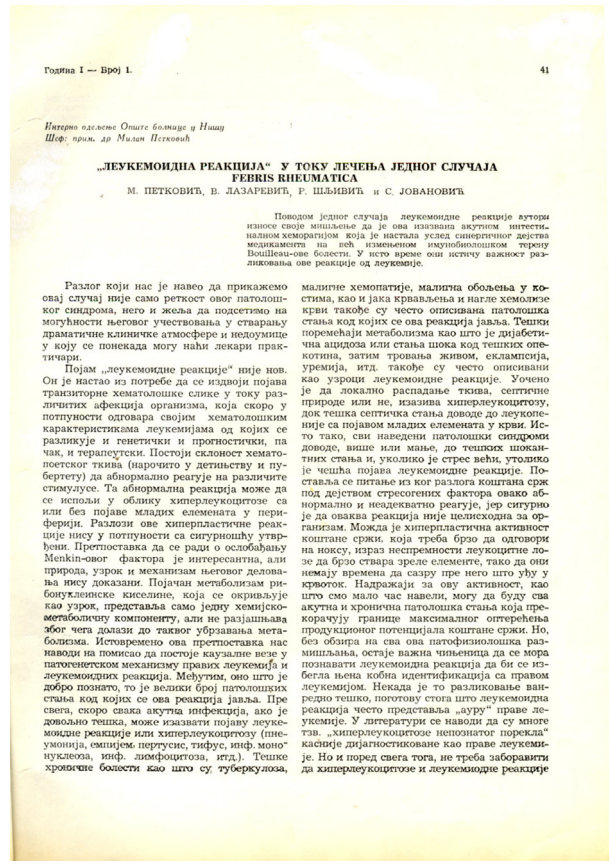 Година I — Број 1.
41
Интерно одељење Опште болнице у Нишу
Шеф: прим. др Милан Петковић
„ЛЕУКЕМОИДНА РЕАКЦИЈА“ У ТОКУ ЛЕЧЕЊА ЈЕДНОГ СЛУЧАЈА
FEBRIS RHEUMATICA
М. ПЕТКОВИЋ, В. ЛАЗАРЕВИЋ, Р. ШЉИВИЋ и С. ЈОВАНОВИЋ
Поводом једног случаја леукемоидне реакције аутори
износе своје мишљење да је ова изазвана акутном интести-
налном хеморагијом која је настала услед синергичног дејства
медикамента на већ измењеном имунобиолошком терену
Bouilleau-ове болести. У исто време они истичу важност раз-
ликовања ове реакције од леукемије.
Разлог који нас је навео да прикажемо
овај случај није само реткост овог патолош-
ког синдрома, него и жеља да подсетимо на
могућности његовог учествовања у стварању
драматичне клиничке атмосфере и недоумице
у коју се понекада могу наћи лекари прак-
тичари.
Појам „леукемоидне реакције” није нов.
Он је настао из потребе да се издвоји појава
транзиторне хематолошке слике у току раз-
личитих афекција организма, која скоро у
потпуности одговара својим хематолошким
карактеристикама леукемијама од којих се
разликује и генетички и прогностички, па
чак, и терапеутски. Постоји склоност хемато-
поетског ткива (нарочито у детињству и пу-
бертету) да абнормално реагује на различите
стимулусе. Та абнормална реакција може да
се испољи у облику хиперлеукоцитозе са
или без појаве младих елемената у пери-
ферији. Разлози ове хиперпластичне реак-
ције нису у потпуности са сигурношћу утвр-
ђени. Претпоставка да се ради о ослобађању
Menkin-овог фактора је интересантна, али
природа, узрок и механизам његовог делова-
ња нису доказани. Појачан метаболизам ри-
бонуклеинске киселине, која се окривљује
као узрок, представља само једну хемијско-
метаболичну компоненту, али не разјашњава
због чега долази до таквог убрзавања мета-
болизма. Истовремено ова претпоставка нас
наводи на помисао да постоје каузалне везе у
патогенетском механизму правих леукемија и
леукемоидних реакција. Међутим, оно што је
добро познато, то је велики број патолошких
стања код којих се ова реакција јавља. Пре
свега, скоро свака акутна инфекција, ако је
довољно тешка, може изазвати појаву леуке-
моидне реакције или хиперлеукоцитозу (пне-
умонија, емпијем, пертусис, тифус, инф. моно-
нуклеоза, инф. лимфоцитоза, итд.). Тешке
хроничне болести као што су, туберкулоза,
малигне хемопатије, малигна обољења у ко-
стима, као и јака крвављења и нагле хемолизе
крви такође су често описивана патолошка
стања код којих се ова реакција јавља. Тешки
поремећаји метаболизма као што је дијабетич-
на ацидоза или стања шока код тешких опе-
котина, затим тровања живом, еклампсија,
уремија, итд. такође су често описивани
као узроци леукемоидне реакције. Уочено
је да локално распадање ткива, септичне
природе или не, изазива хиперлеукоцитозу,
док тешка септичка стања доводе до леукопе-
није са појавом младих елемената у крви. Ис-
то тако, сви наведени патолошки синдроми
доводе, више или мање, до тешких шокан-
тних стања и, уколико је стрес већи, утолико
је чешћа појава леукемоидне реакције. По-
ставља се питање из ког разлога коштана срж
под дејством стресогених фактора овако аб-
нормално и неадекватно реагује, јер сигурно
је да оваква реакција није целисходна за ор-
ганизам. Можда је хиперпластична активност
коштане сржи, која треба брзо да одговори
на ноксу, израз неспремности леукоцитне ло-
зе да брзо ствара зреле елементе, тако да они
немају времена да сазру пре него што уђу у
крвоток. Надражаји за ову активност, као
што смо мало час навели, могу да буду сва
акутна и хронична патолошка стања која пре-
корачују границе максималног оптерећења
продукционог потенцијала коштане сржи. Но,
без обзира на сва ова патофизиолошка раз-
мишљања, остаје важна чињеница да се мора
познавати леукемоидна реакција да би се из-
бегла њена кобна идентификација са правом
леукемијом. Некада је то разликовање ван-
редно тешко, поготову стога што леукемоидна
реакција често представља „ауру” праве ле-
укемије. У литератури се наводи да су многе
тзв. „хиперлеукоцитозе непознатог порекла“
касније дијагностиковане као праве леукеми-
је. Но и поред свега тога, не треба заборавити
да хиперлеукоцитозе и леукемиодне реакције